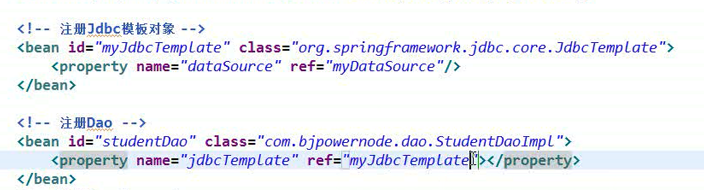 <!-- 注册Jdbc模板对象 -->
<bean id="myJdbcTemplate" class="org.springframework.jdbc.core.JdbcTemplate">
<property name="dataSource" ref="myDataSource"/>
</bean>
<!-- 注册Dao -->
<bean id="studentDao" class="com.bjpowernode.dao.StudentDaoImpl">
<property name="jdbcTemplate" ref="myJdbcTemplate"></property>
</bean>